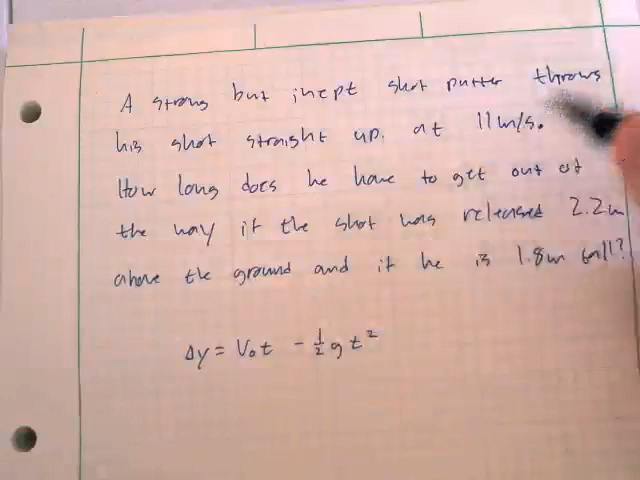 A strong but inept shot putter throws
his shot straight up. at 11 m/s.
How long does he have to get out of
the way if the shot was released 2.2m
above the ground and if he is 1.8m tall?
Δy = V₀t - ½gt²